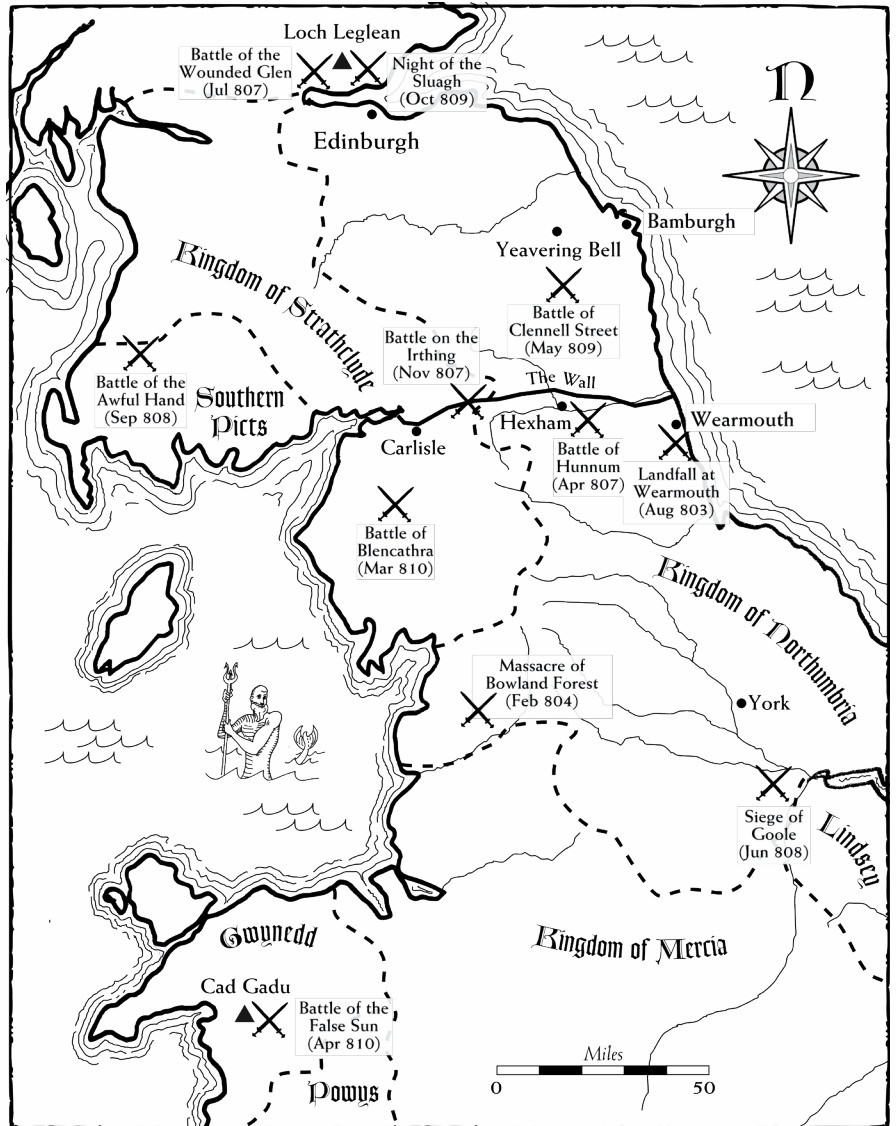 Loch Leglean
Battle of the
Wounded Glen
(Jul 807)
Night of the
Sluagh
(Oct 809)
N
Edinburgh
Bamburgh
Yeavering Bell
Kingdom of Strathclyde
Battle of
Clennell Street
(May 809)
Battle on the
Irthing
(Nov 807)
The Wall
Battle of the
Awful Hand
(Sep 808)
Southern
Picts
Carlisle
Hexham
Wearmouth
Battle of
Hunnum
(Apr 807)
Landfall at
Wearmouth
(Aug 803)
Battle of
Blencathra
(Mar 810)
Kingdom of Northumbria
Massacre of
Bowland Forest
(Feb 804)
York
Siege of
Goole
(Jun 808)
Lindsey
Gwynedd
Kingdom of Mercia
Cad Gadu
Battle of the
False Sun
(Apr 810)
Powys
Miles
0 50